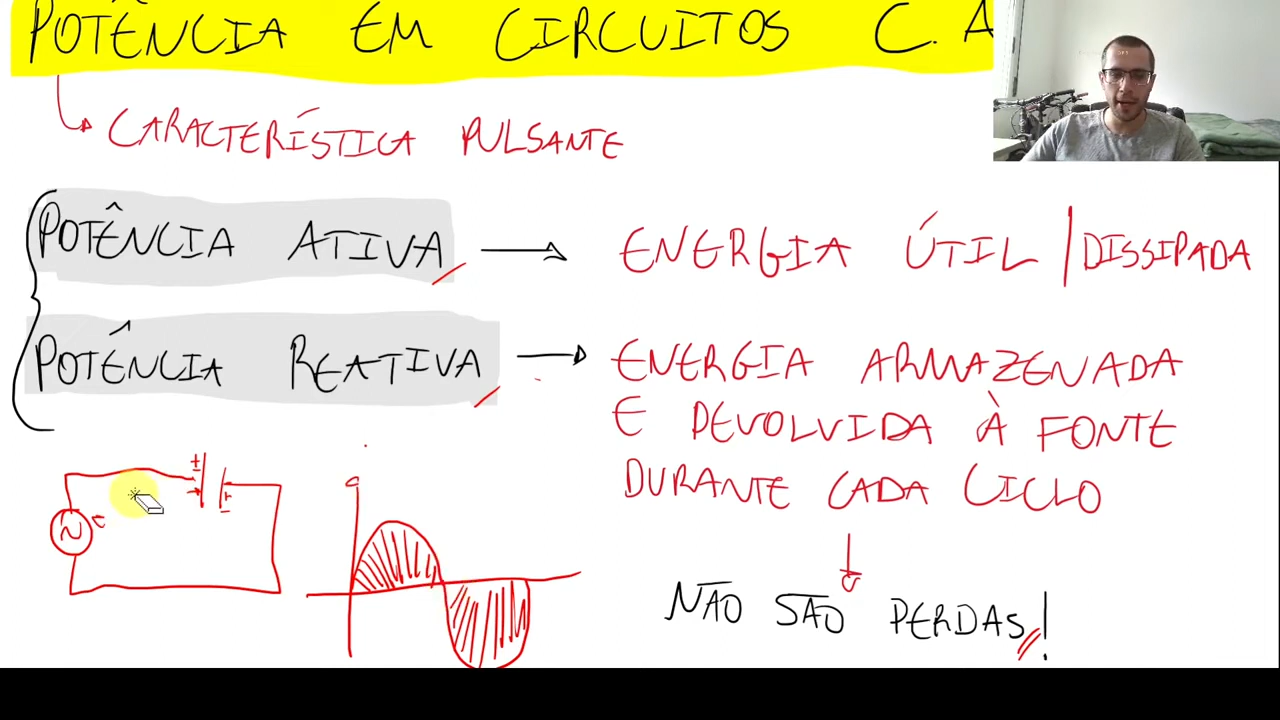 POTÊNCIA EM CIRCUITOS C.A
CARACTERÍSTICA PULSANTE
POTÊNCIA ATIVA → ENERGIA ÚTIL / DISSIPADA
POTÊNCIA REATIVA → ENERGIA ARMAZENADA
E DEVOLVIDA À FONTE
DURANTE CADA CICLO
NÃO SÃO PERDAS!